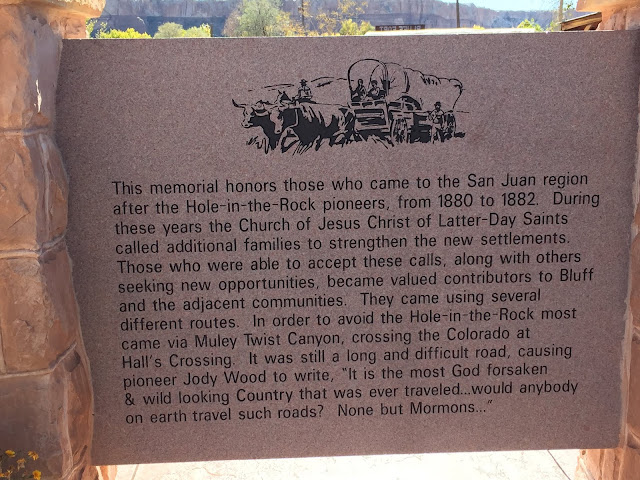 This memorial honors those who came to the San Juan region
after the Hole-in-the-Rock pioneers, from 1880 to 1882. During
these years the Church of Jesus Christ of Latter-Day Saints
called additional families to strengthen the new settlements.
Those who were able to accept these calls, along with others
seeking new opportunities, became valued contributors to Bluff
and the adjacent communities. They came using several
different routes. In order to avoid the Hole-in-the-Rock most
came via Muley Twist Canyon, crossing the Colorado at
Hall's Crossing. It was still a long and difficult road, causing
pioneer Jody Wood to write, "It is the most God forsaken
& wild looking Country that was ever traveled...would anybody
on earth travel such roads? None but Mormons..."